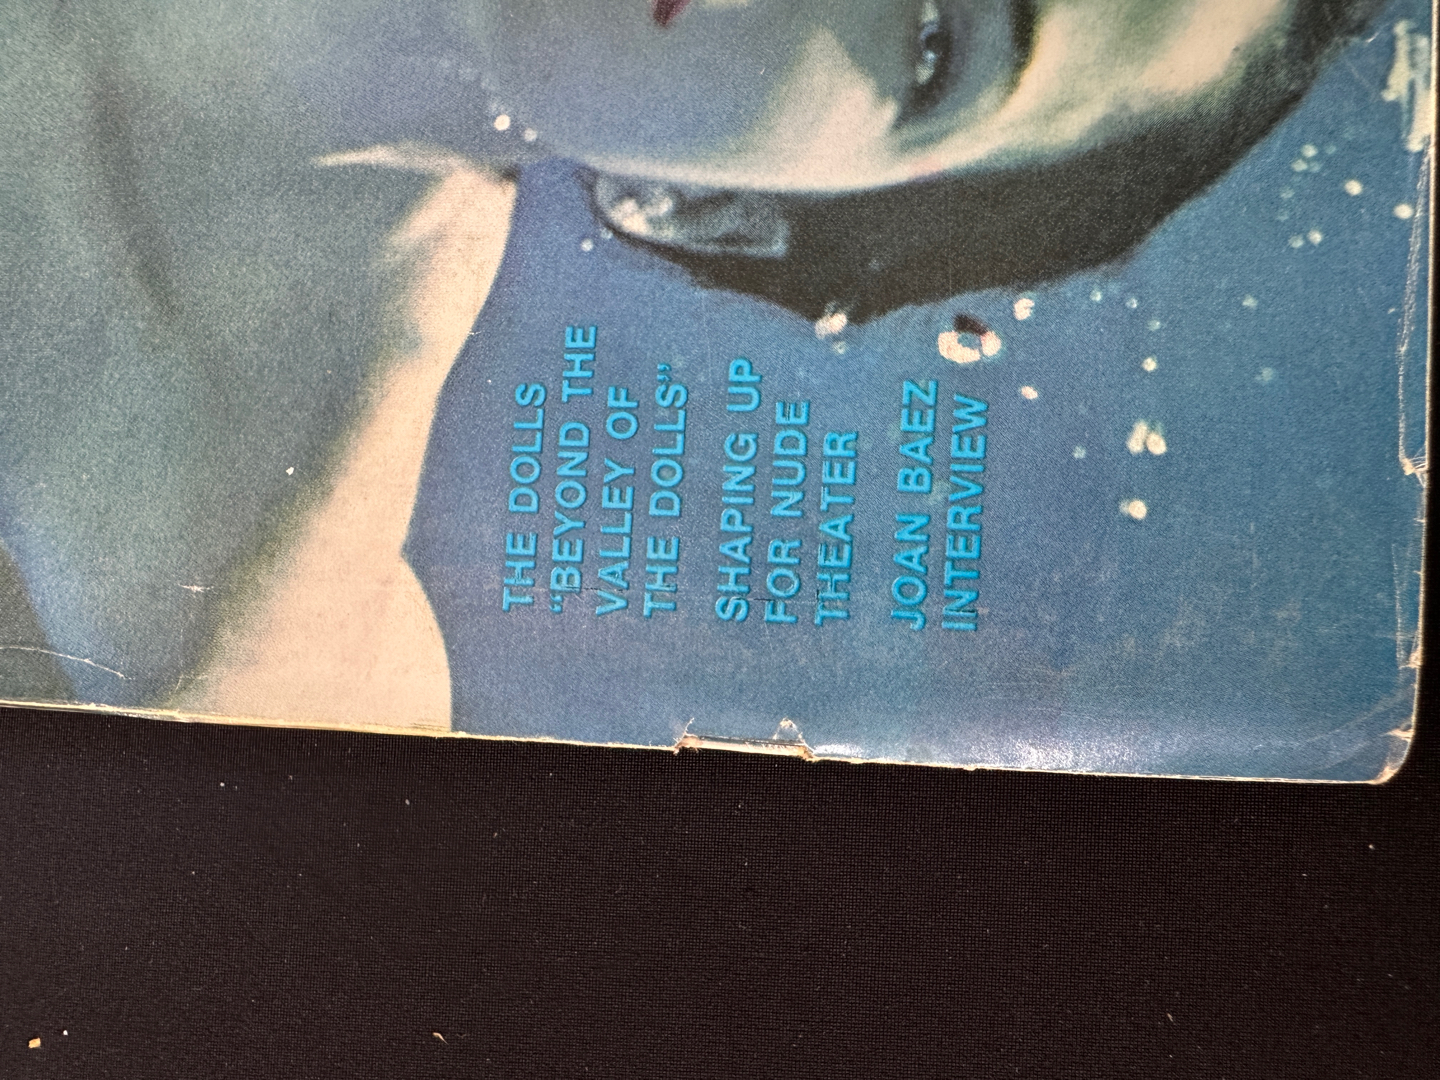 THE DOLLS
“BEYOND THE
VALLEY OF
THE DOLLS”
SHAPING UP
FOR NUDE
THEATER
JOAN BAEZ
INTERVIEW